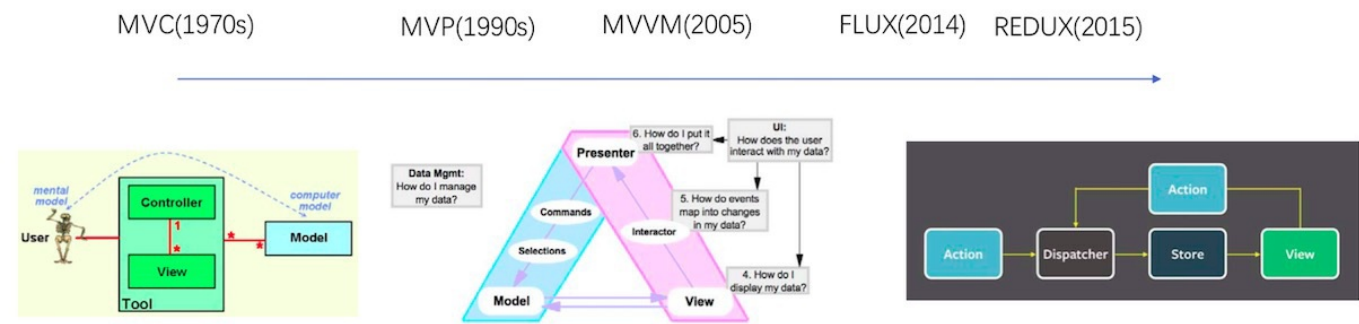 MVC(1970s)
MVP(1990s)
MVVM(2005)
FLUX(2014)
REDUX(2015)
mental
model
User
Controller
1
*
View
Tool
*
*
computer
model
Model
Data Mgmt:
How do I manage
my data?
Presenter
Commands
Selections
Interactor
Model
View
6. How do I put it
all together?
UI:
How does the user
interact with my data?
5. How do events
map into changes
in my data?
4. How do I
display my data?
Action
Action
Dispatcher
Store
View